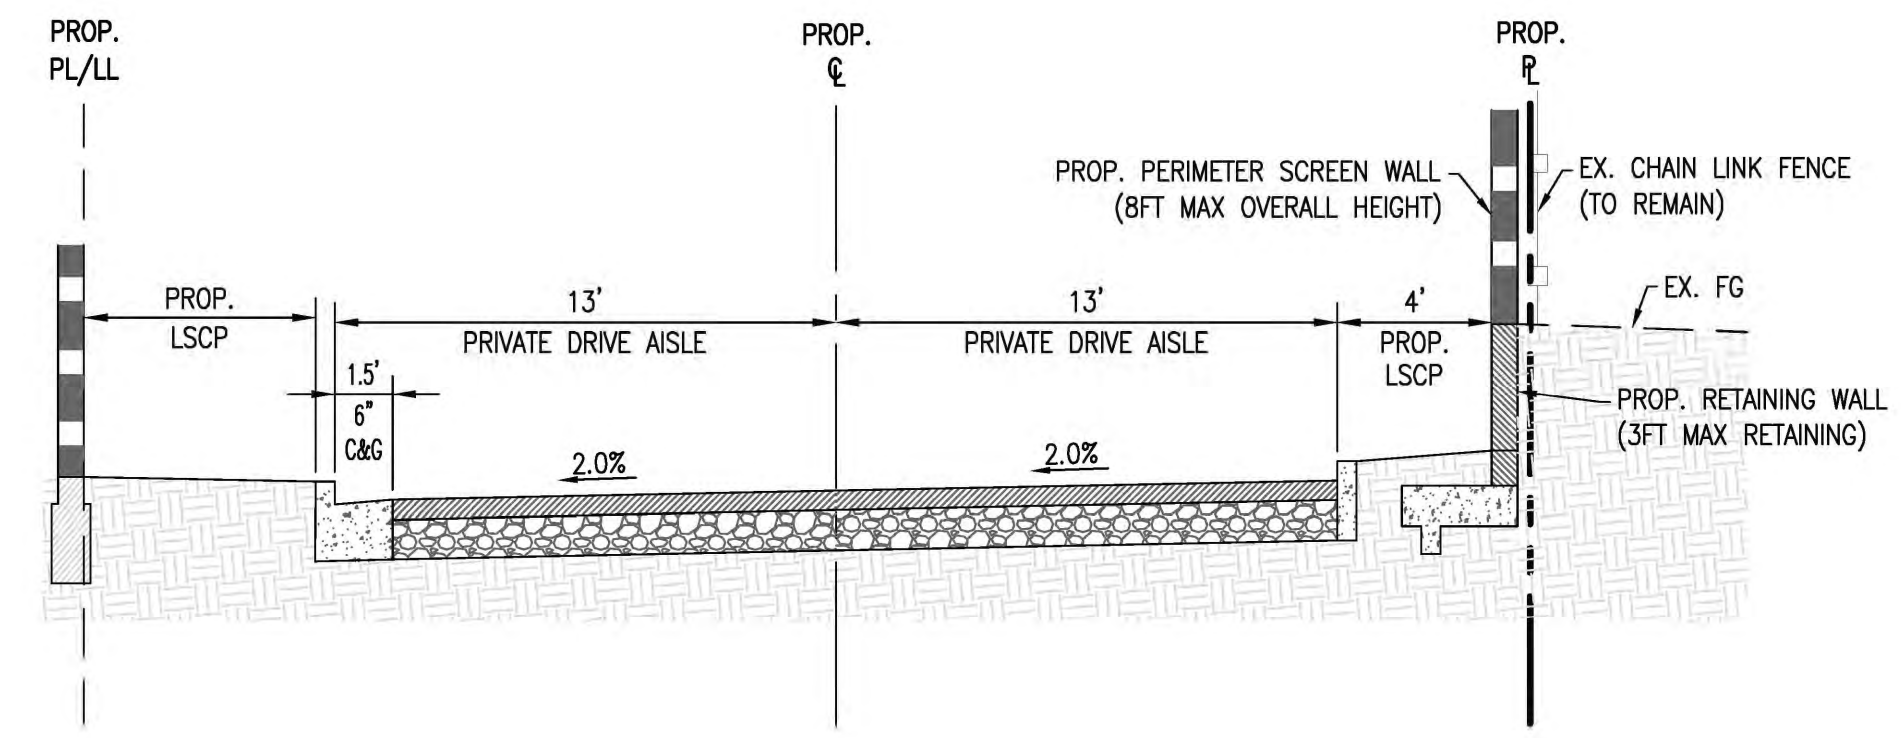 PROP.
PL/LL
PROP.
℄
PROP.
PL
PROP. PERIMETER SCREEN WALL
(8FT MAX OVERALL HEIGHT)
EX. CHAIN LINK FENCE
(TO REMAIN)
EX. FG
PROP.
LSCP
13'
PRIVATE DRIVE AISLE
13'
PRIVATE DRIVE AISLE
4'
PROP.
LSCP
1.5'
6"
C&G
PROP. RETAINING WALL
(3FT MAX RETAINING)
2.0%
2.0%